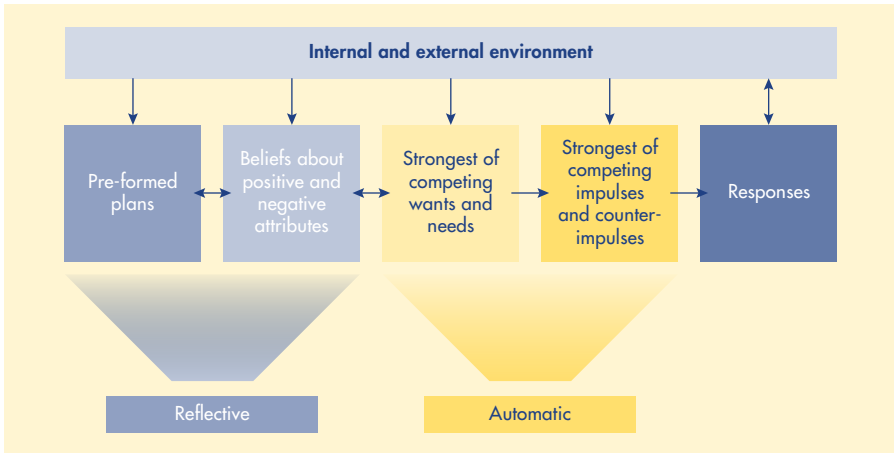 Internal and external environment
Pre-formed
plans
Beliefs about
positive and
negative
attributes
Strongest of
competing
wants and
needs
Strongest of
competing
impulses
and counter-
impulses
Responses
Reflective
Automatic